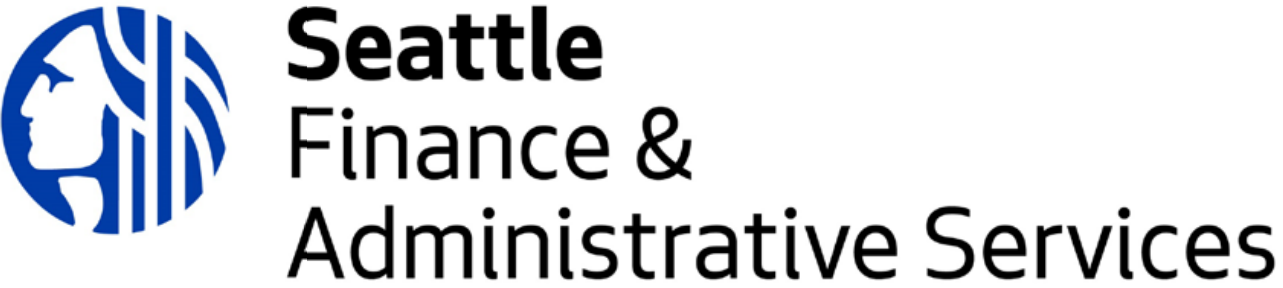 Seattle
Finance &
Administrative Services